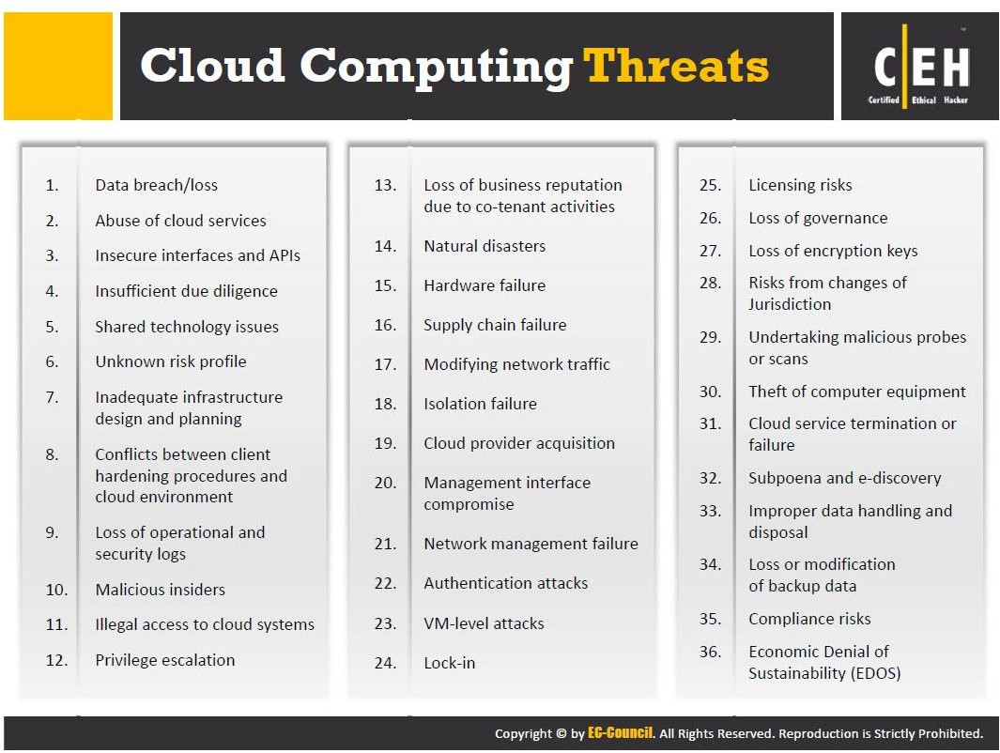 Cloud Computing Threats
C|EH
Certified Ethical Hacker
1. Data breach/loss
2. Abuse of cloud services
3. Insecure interfaces and APIs
4. Insufficient due diligence
5. Shared technology issues
6. Unknown risk profile
7. Inadequate infrastructure
design and planning
8. Conflicts between client
hardening procedures and
cloud environment
9. Loss of operational and
security logs
10. Malicious insiders
11. Illegal access to cloud systems
12. Privilege escalation
13. Loss of business reputation
due to co-tenant activities
14. Natural disasters
15. Hardware failure
16. Supply chain failure
17. Modifying network traffic
18. Isolation failure
19. Cloud provider acquisition
20. Management interface
compromise
21. Network management failure
22. Authentication attacks
23. VM-level attacks
24. Lock-in
25. Licensing risks
26. Loss of governance
27. Loss of encryption keys
28. Risks from changes of
Jurisdiction
29. Undertaking malicious probes
or scans
30. Theft of computer equipment
31. Cloud service termination or
failure
32. Subpoena and e-discovery
33. Improper data handling and
disposal
34. Loss or modification
of backup data
35. Compliance risks
36. Economic Denial of
Sustainability (EDOS)
Copyright © by EC-Council. All Rights Reserved. Reproduction is Strictly Prohibited.